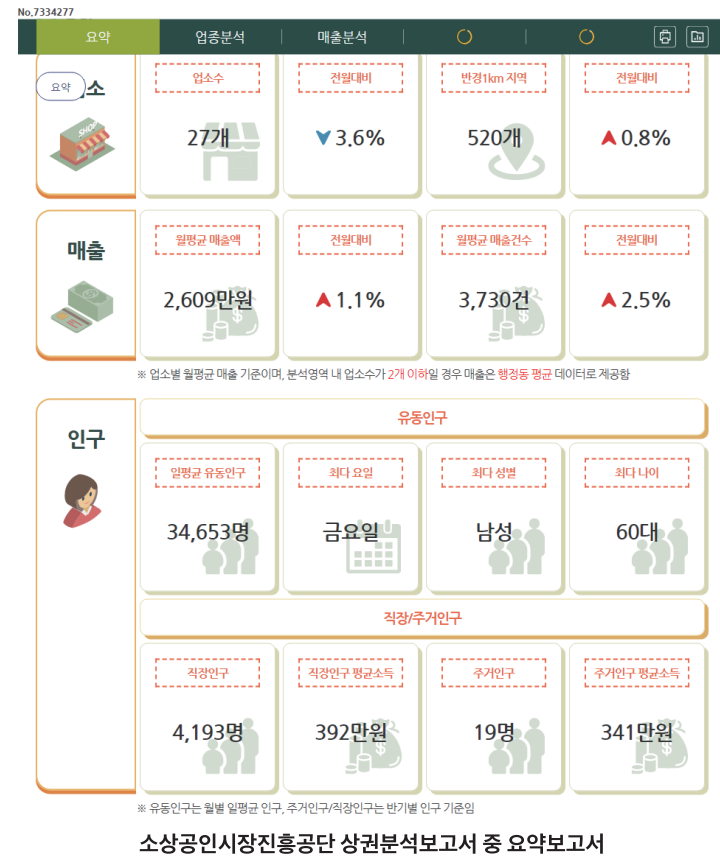 No.7334277
요약 업종분석 매출분석
요약 소
업소수 전월대비 반경1km 지역 전월대비
SHOP
27개 3.6% 520개 0.8%
매출
월평균 매출액 전월대비 월평균 매출건수 전월대비
2,609만원 1.1% 3,730건 2.5%
※ 업소별 월평균 매출 기준이며, 분석영역 내 업소수가 2개 이하일 경우 매출은 행정동 평균 데이터로 제공함
인구
유동인구
일평균 유동인구 최다 요일 최다 성별 최다 나이
34,653명 금요일 남성 60대
직장/주거인구
직장인구 직장인구 평균소득 주거인구 주거인구 평균소득
4,193명 392만원 19명 341만원
※ 유동인구는 월별 일평균 인구, 주거인구/직장인구는 반기별 인구 기준임
소상공인시장진흥공단 상권분석보고서 중 요약보고서